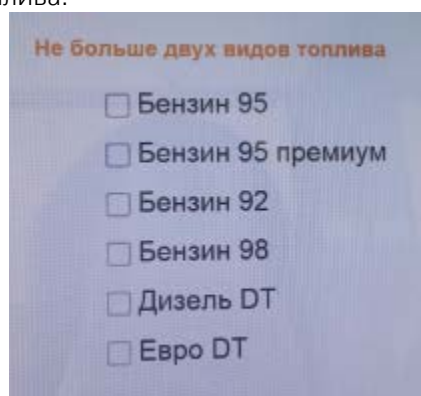 Не больше двух видов топлива
Бензин 95
Бензин 95 премиум
Бензин 92
Бензин 98
Дизель DT
Евро DT